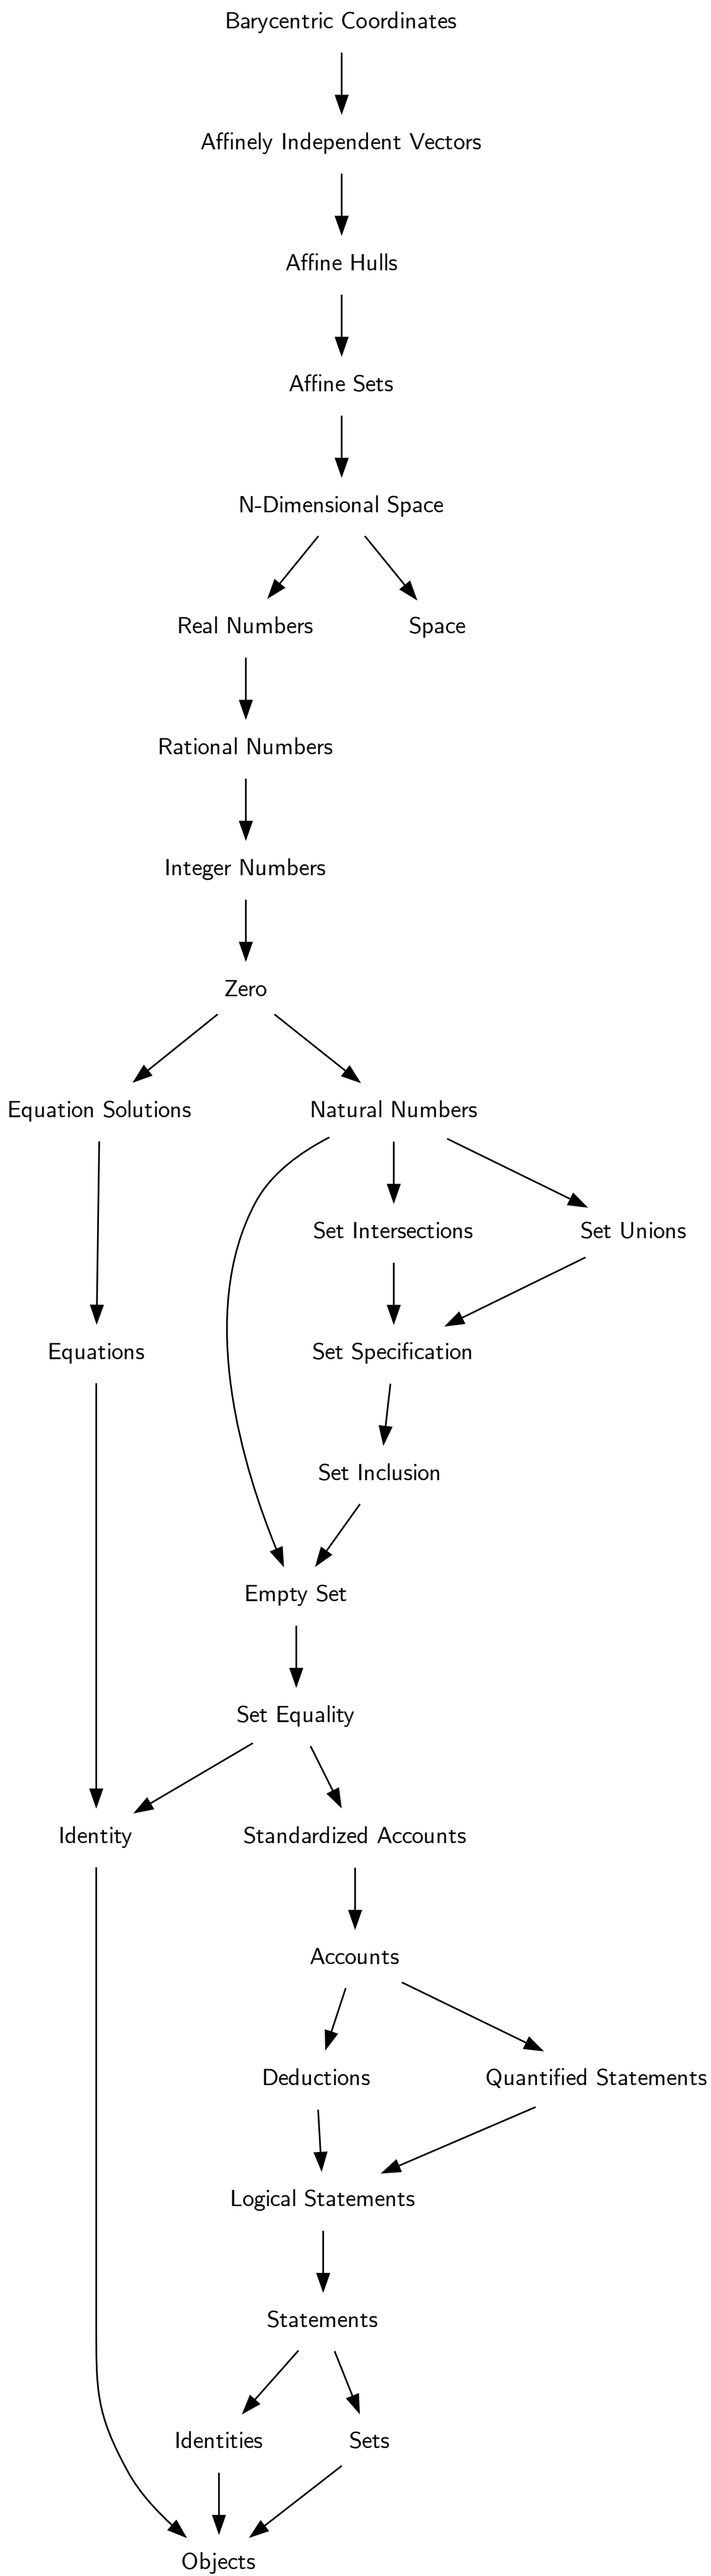 Barycentric Coordinates
Affinely Independent Vectors
Affine Hulls
Affine Sets
N-Dimensional Space
Real Numbers
Space
Rational Numbers
Integer Numbers
Zero
Equation Solutions
Natural Numbers
Set Intersections
Set Unions
Equations
Set Specification
Set Inclusion
Empty Set
Set Equality
Identity
Standardized Accounts
Accounts
Deductions
Quantified Statements
Logical Statements
Statements
Identities
Sets
Objects